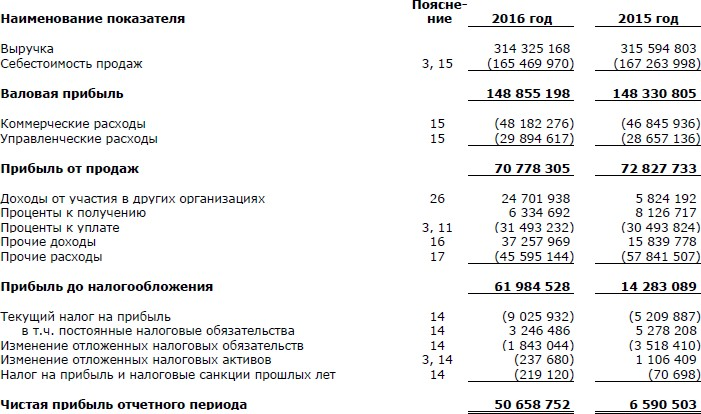 Наименование показателя Поясне-ние 2016 год 2015 год
Выручка 314 325 168 315 594 803
Себестоимость продаж 3, 15 (165 469 970) (167 263 998)
Валовая прибыль 148 855 198 148 330 805
Коммерческие расходы 15 (48 182 276) (46 845 936)
Управленческие расходы 15 (29 894 617) (28 657 136)
Прибыль от продаж 70 778 305 72 827 733
Доходы от участия в других организациях 26 24 701 938 5 824 192
Проценты к получению 6 334 692 8 126 717
Проценты к уплате 3, 11 (31 493 232) (30 493 824)
Прочие доходы 16 37 257 969 15 839 778
Прочие расходы 17 (45 595 144) (57 841 507)
Прибыль до налогообложения 61 984 528 14 283 089
Текущий налог на прибыль 14 (9 025 932) (5 209 887)
в т.ч. постоянные налоговые обязательства 14 3 246 486 5 278 208
Изменение отложенных налоговых обязательств 14 (1 843 044) (3 518 410)
Изменение отложенных налоговых активов 3, 14 (237 680) 1 106 409
Налог на прибыль и налоговые санкции прошлых лет 14 (219 120) (70 698)
Чистая прибыль отчетного периода 50 658 752 6 590 503